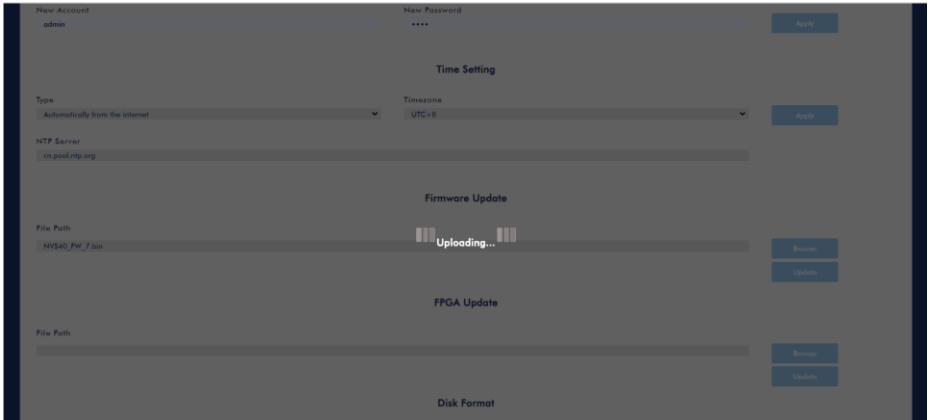 New Account New Password
admin ••••
Apply
Time Setting
Type Timezone
Automatically from the internet UTC+8
Apply
NTP Server
cn.pool.ntp.org
Firmware Update
File Path
Uploading...
NVS40_FW_7.bin
Browse
Update
FPGA Update
File Path
Browse
Update
Disk Format